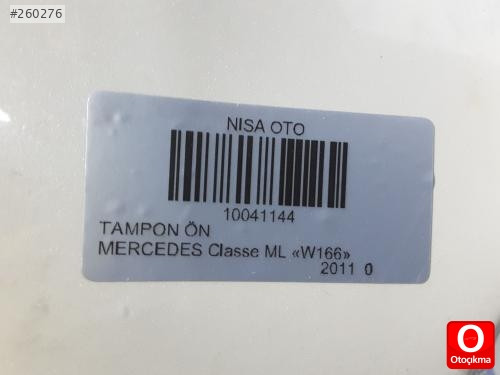 #260276
NISA OTO
10041144
TAMPON ÖN
MERCEDES Classe ML «W166»
2011 0
O
Otoçıkma